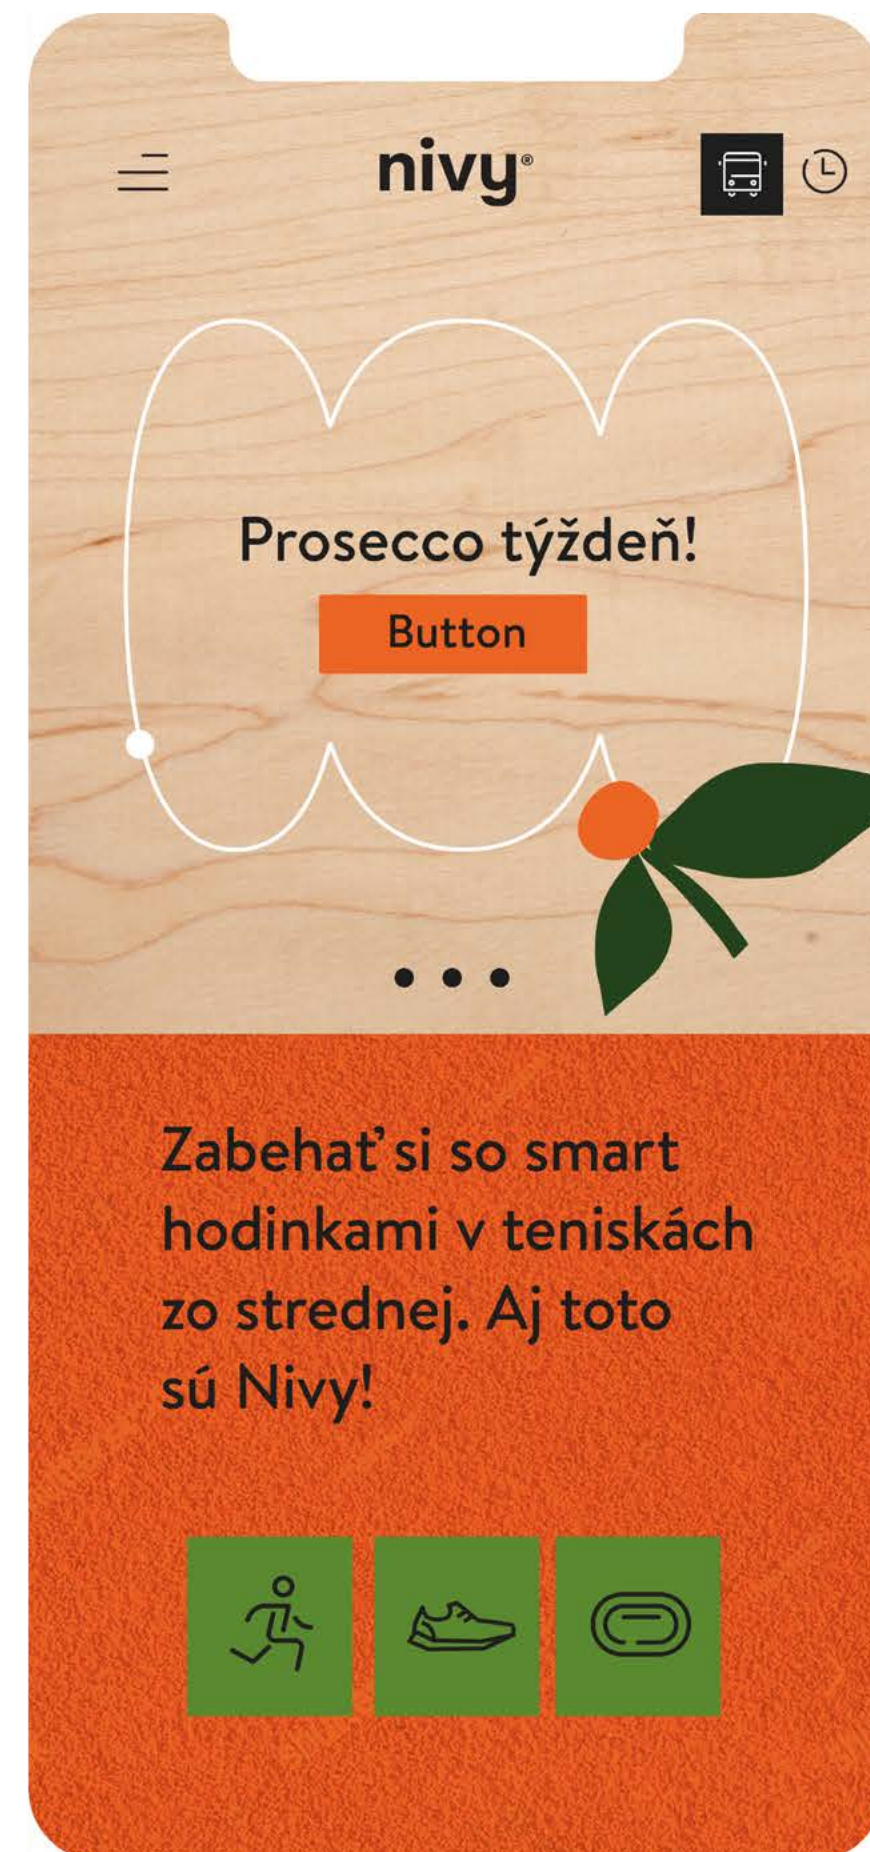 nivy®
Prosecco týždeň!
Button
Zabehať si so smart
hodinkami v teniskách
zo strednej. Aj toto
sú Nivy!